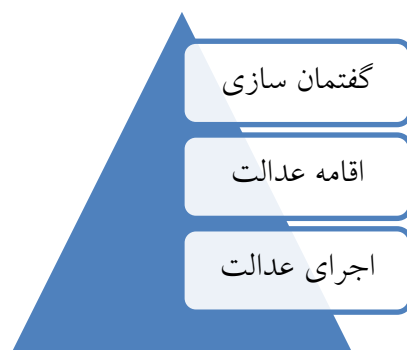 گفتمان سازی
اقامه عدالت
اجرای عدالت